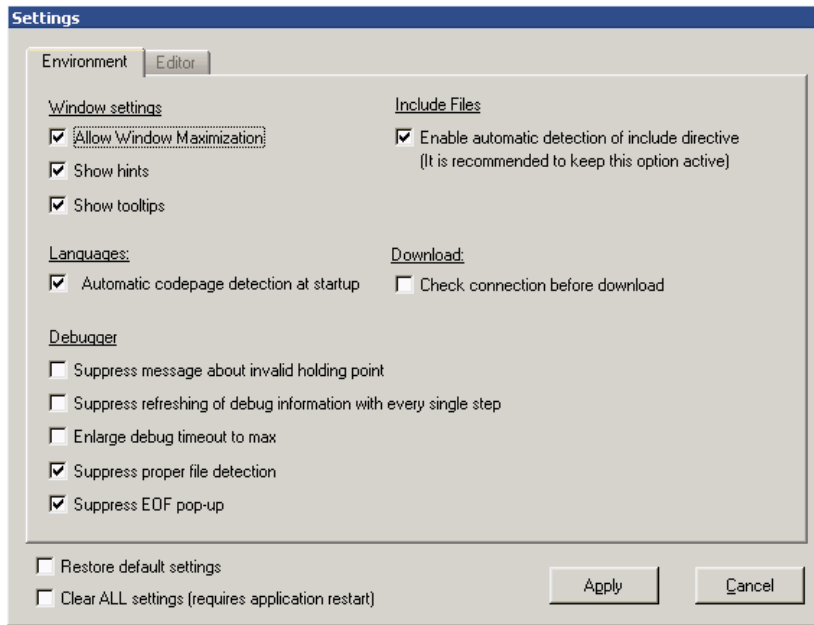 Settings
Environment
Editor
Window settings
Allow Window Maximization
Show hints
Show tooltips
Include Files
Enable automatic detection of include directive
(It is recommended to keep this option active)
Languages:
Automatic codepage detection at startup
Download:
Check connection before download
Debugger
Suppress message about invalid holding point
Suppress refreshing of debug information with every single step
Enlarge debug timeout to max
Suppress proper file detection
Suppress EOF pop-up
Restore default settings
Clear ALL settings (requires application restart)
Apply
Cancel